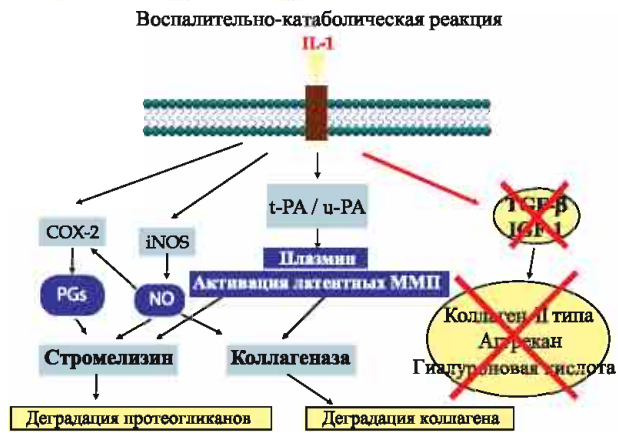 Воспалительно-катаболическая реакция
IL-1
t-PA / u-PA
TGF-β
IGF 1
COX-2
iNOS
Плазмин
Активация латентных ММП
PGs
NO
Коллаген II типа
Аггрекан
Гиалуроновая кислота
Стромелизин
Коллагеназа
Деградация протеогликанов
Деградация коллагена